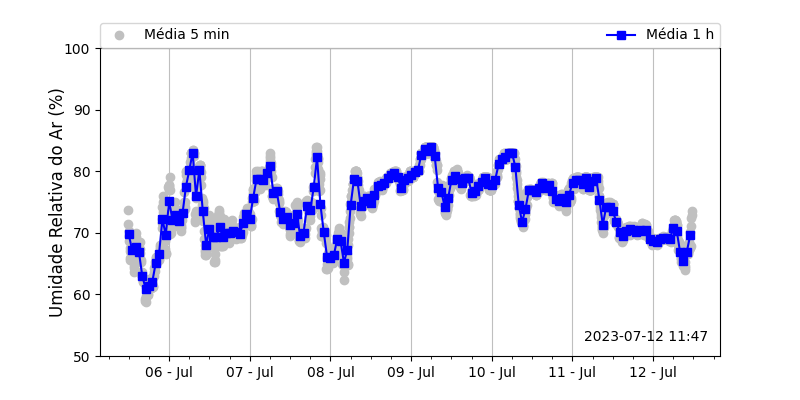 Média 5 min
Média 1 h
Umidade Relativa do Ar (%)
100
90
80
70
60
50
2023-07-12 11:47
06 - Jul
07 - Jul
08 - Jul
09 - Jul
10 - Jul
11 - Jul
12 - Jul